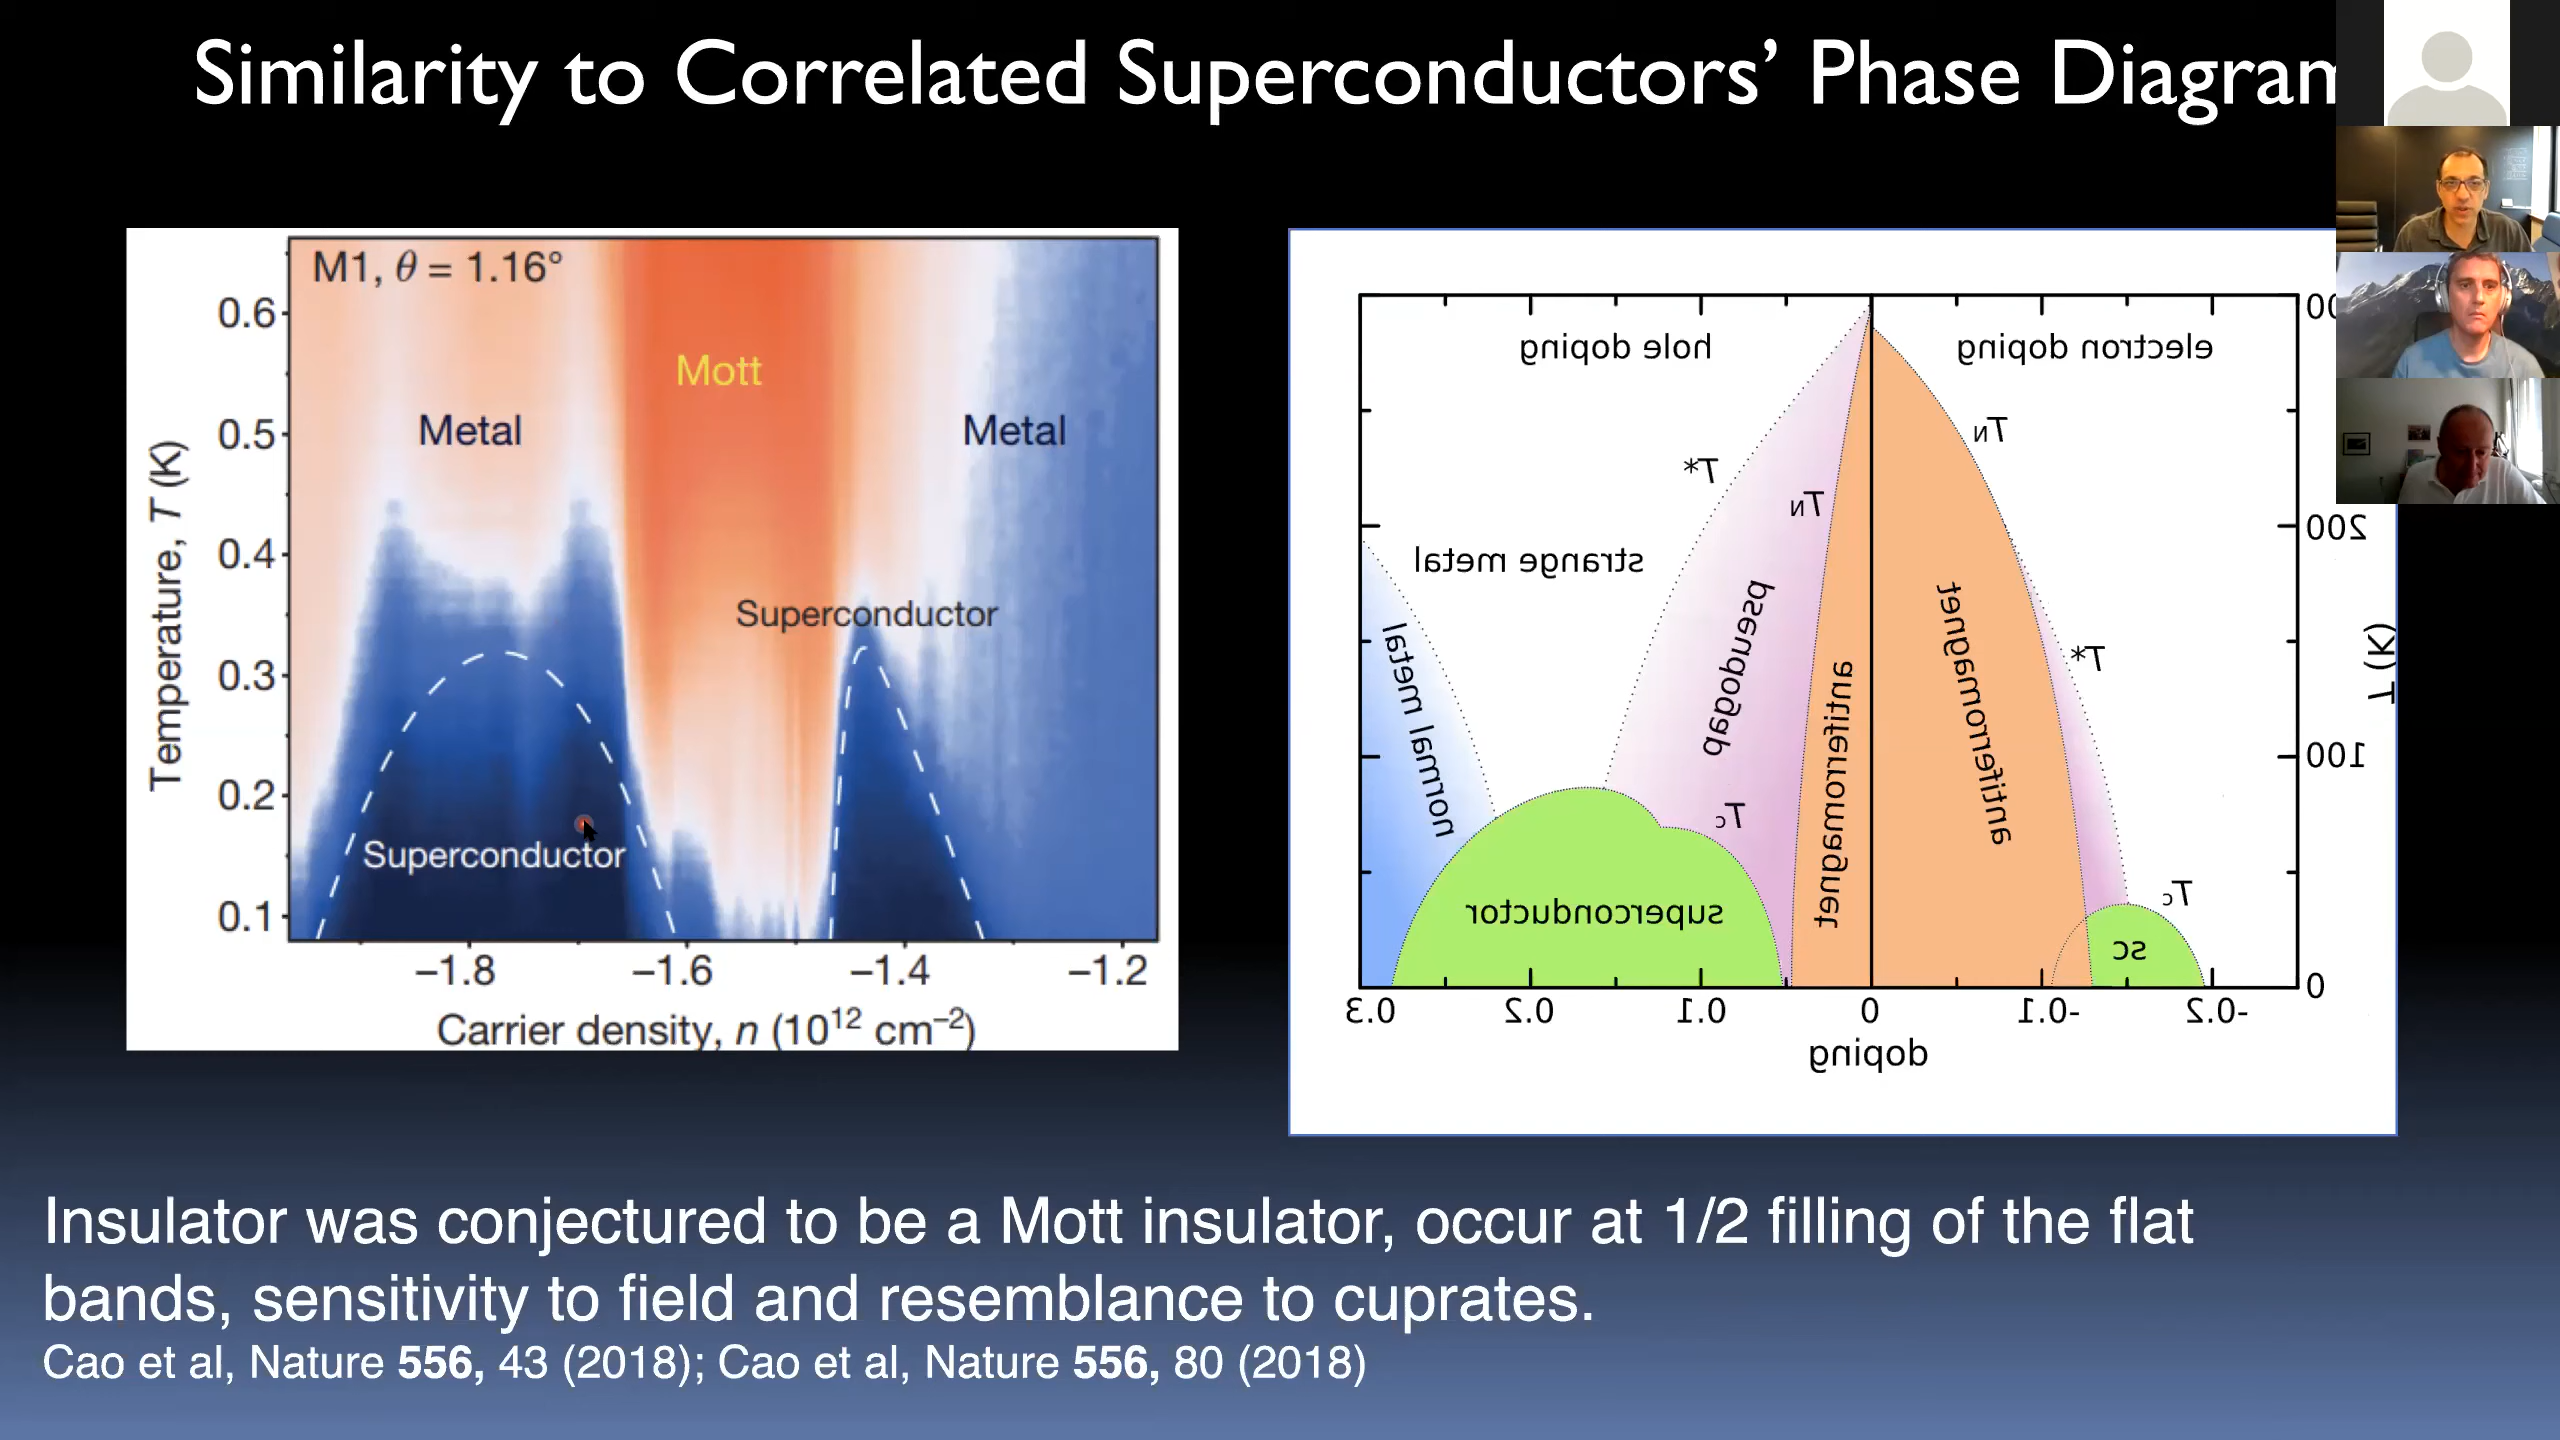 Similarity to Correlated Superconductors’ Phase Diagram
M1, θ = 1.16°
Mott
Metal
Metal
Superconductor
Superconductor
0.6
0.5
0.4
0.3
0.2
0.1
Temperature, T (K)
−1.8 −1.6 −1.4 −1.2
Carrier density, n (10¹² cm⁻²)
hole doping
electron doping
T*
TN
TN
T*
strange metal
normal metal
pseudogap
antiferromagnet
antiferromagnet
Tc
Tc
superconductor
sc
00
200
100
0
T (K)
0.3 0.2 0.1 0 -0.1 -0.2
doping
Insulator was conjectured to be a Mott insulator, occur at 1/2 filling of the flat
bands, sensitivity to field and resemblance to cuprates.
Cao et al, Nature 556, 43 (2018); Cao et al, Nature 556, 80 (2018)